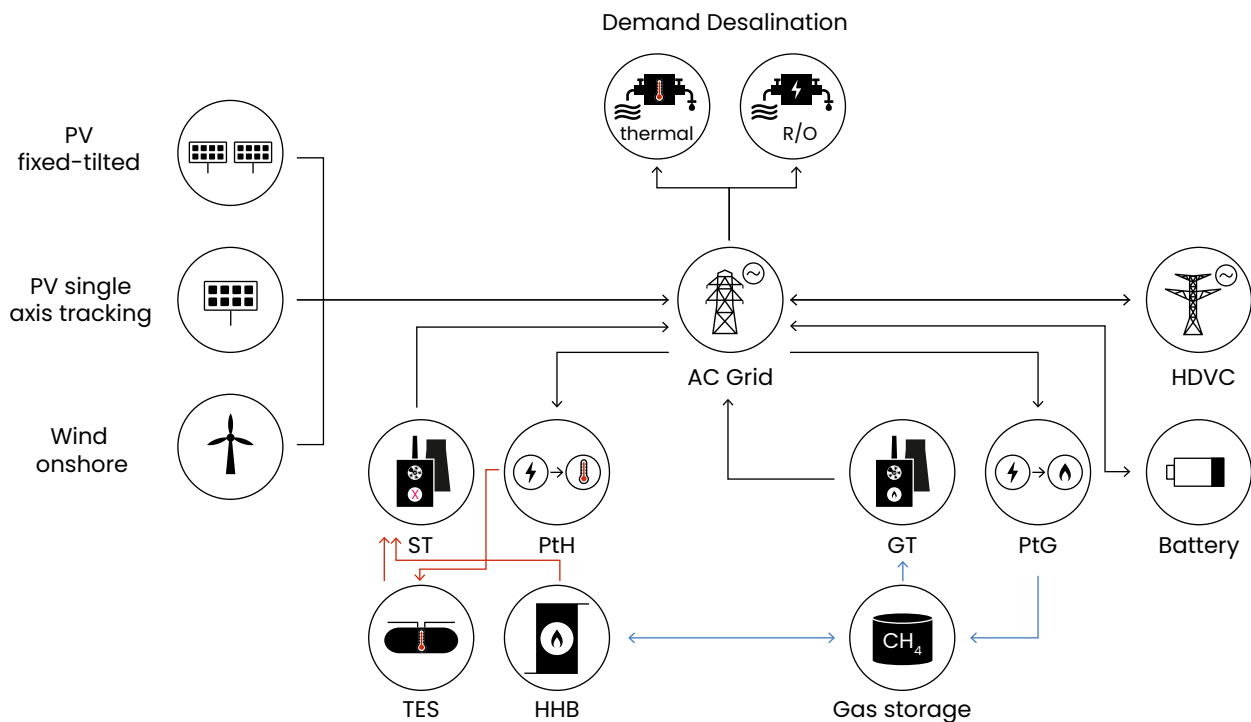 Demand Desalination
thermal
R/O
PV
fixed-tilted
PV single
axis tracking
Wind
onshore
AC Grid
HDVC
X
ST
PtH
GT
PtG
Battery
CH₄
TES
HHB
Gas storage